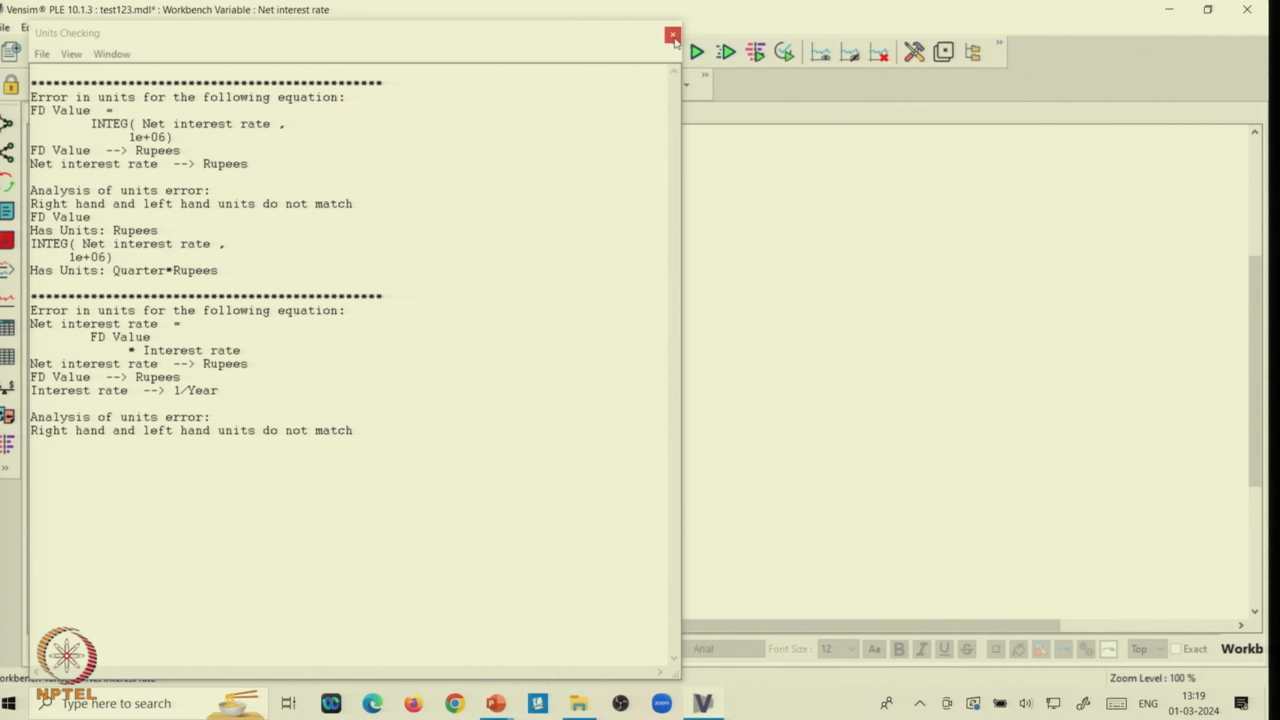 Vensim® PLE 10.1.3 : test123.mdl* : Workbench Variable : Net interest rate
ile
Units Checking
File View Window
*********************************************
Error in units for the following equation:
FD Value =
INTEG( Net interest rate ,
1e+06)
FD Value --> Rupees
Net interest rate --> Rupees
Analysis of units error:
Right hand and left hand units do not match
FD Value
Has Units: Rupees
INTEG( Net interest rate ,
1e+06)
Has Units: Quarter*Rupees
*********************************************
Error in units for the following equation:
Net interest rate =
FD Value
* Interest rate
Net interest rate --> Rupees
FD Value --> Rupees
Interest rate --> 1/Year
Analysis of units error:
Right hand and left hand units do not match
Arial Font Size: 12 Aa B I U S Top Exact Workb
Zoom Level : 100 %
NPTEL
Type here to search
zoom
ENG
13:19
01-03-2024